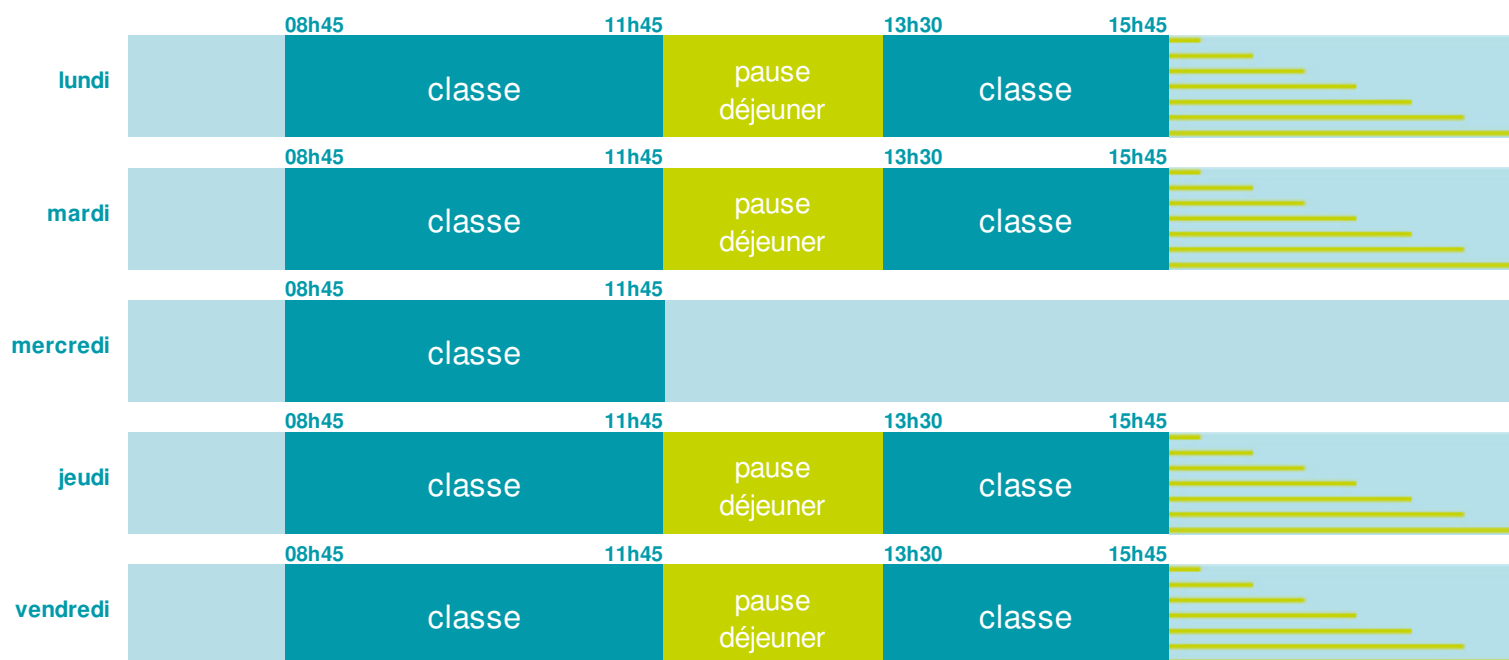 08h45 11h45 13h30 15h45
lundi classe pause déjeuner classe
08h45 11h45 13h30 15h45
mardi classe pause déjeuner classe
08h45 11h45
mercredi classe
08h45 11h45 13h30 15h45
jeudi classe pause déjeuner classe
08h45 11h45 13h30 15h45
vendredi classe pause déjeuner classe